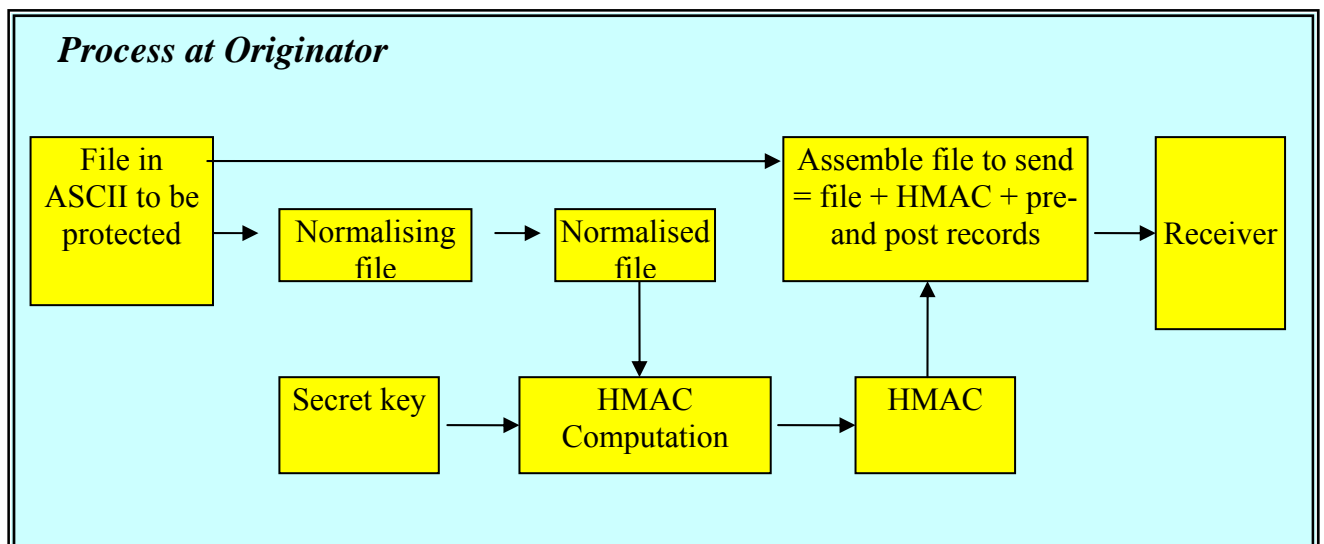 Process at Originator
File in
ASCII to be
protected
Normalising
file
Normalised
file
Assemble file to send
= file + HMAC + pre-
and post records
Receiver
Secret key
HMAC
Computation
HMAC